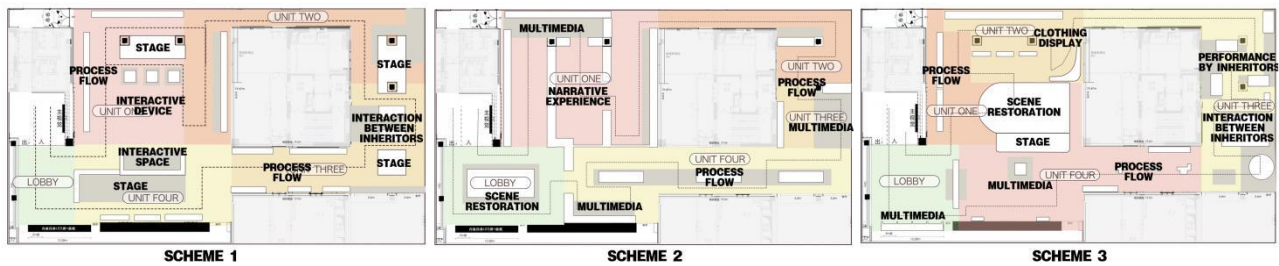 UNIT TWO
STAGE
STAGE
PROCESS
FLOW
UNIT ONE
INTERACTIVE
DEVICE
INTERACTION
BETWEEN
INHERITORS
INTERACTIVE
SPACE
PROCESS
FLOW
THREE
STAGE
LOBBY
STAGE
UNIT FOUR
SCHEME 1
MULTIMEDIA
UNIT TWO
UNIT ONE
NARRATIVE
EXPERIENCE
PROCESS
FLOW
UNIT THREE
MULTIMEDIA
UNIT FOUR
PROCESS
FLOW
LOBBY
SCENE
RESTORATION
MULTIMEDIA
SCHEME 2
UNIT TWO
CLOTHING
DISPLAY
PROCESS
FLOW
PERFORMANCE
BY INHERITORS
SCENE
RESTORATION
UNIT ONE
UNIT THREE
INTERACTION
BETWEEN
INHERITORS
STAGE
PROCESS
FLOW
UNIT FOUR
LOBBY
MULTIMEDIA
MULTIMEDIA
SCHEME 3